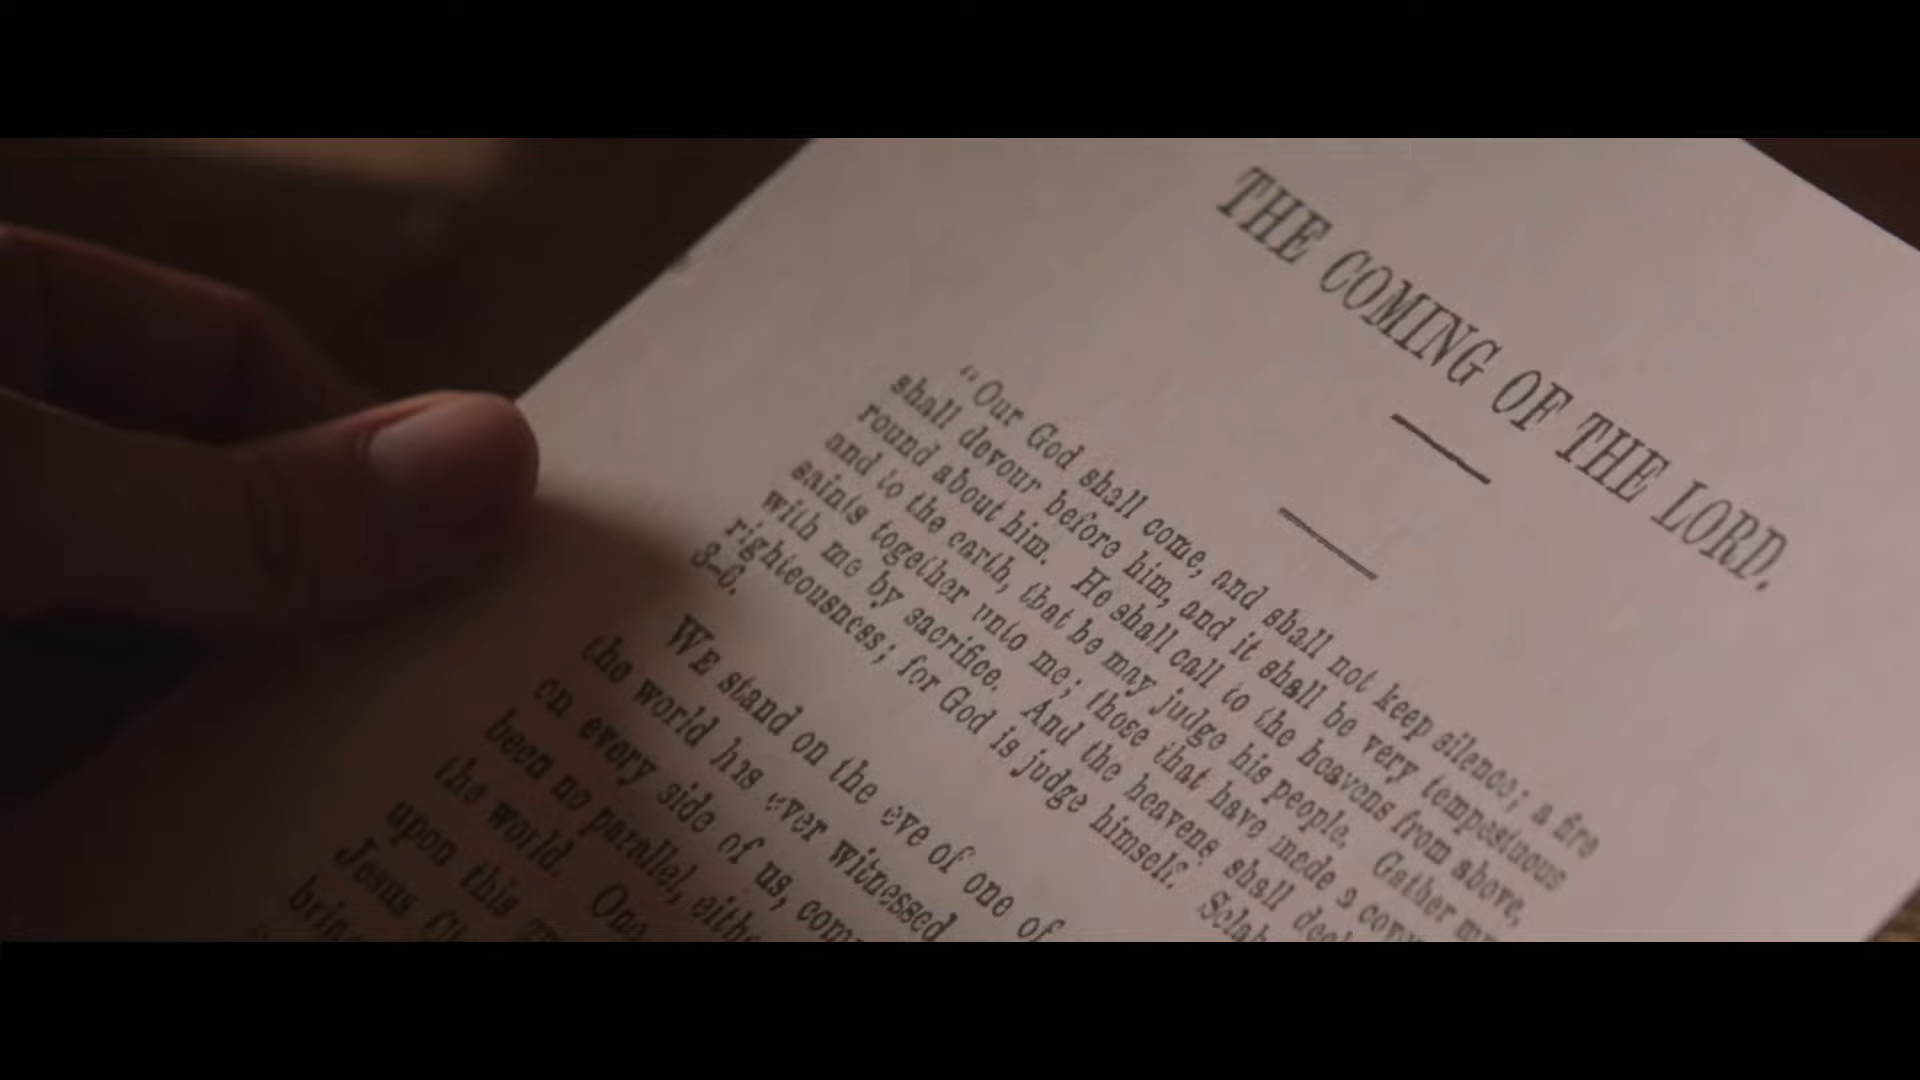 THE COMING OF THE LORD.
"Our God shall come, and shall not keep silence; a fire
shall devour before him, and it shall be very tempestuous
round about him. He shall call to the heavens from above,
and to the earth, that be may judge his people. Gather my
saints together unto me; those that have made a
with me by sacrifice. And the heavens shall
righteousness; for God is judge himself.
3-6.
WE stand on the eve of one of
the world has ever witnessed
on every side of us,
been no parallel,
the world. One
upon this
Jesus